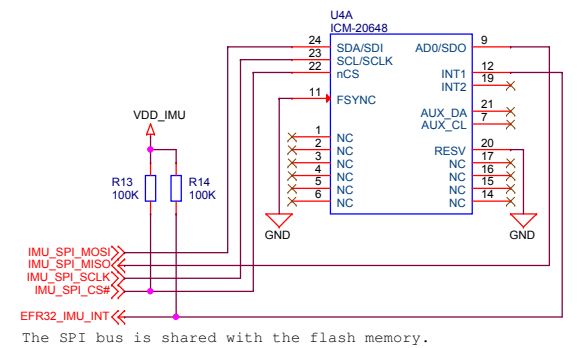 U4A
ICM-20648
24 SDA/SDI AD0/SDO 9
23 SCL/SCLK
22 nCS INT1 12
INT2 19
11 FSYNC
AUX_DA 21
AUX_CL 7
VDD_IMU
1 NC RESV 20
2 NC NC 17
3 NC NC 16
4 NC NC 15
5 NC NC 14
6 NC
R13
100K
R14
100K
GND GND
IMU_SPI_MOSI
IMU_SPI_MISO
IMU_SPI_SCLK
IMU_SPI_CS#
EFR32_IMU_INT
The SPI bus is shared with the flash memory.